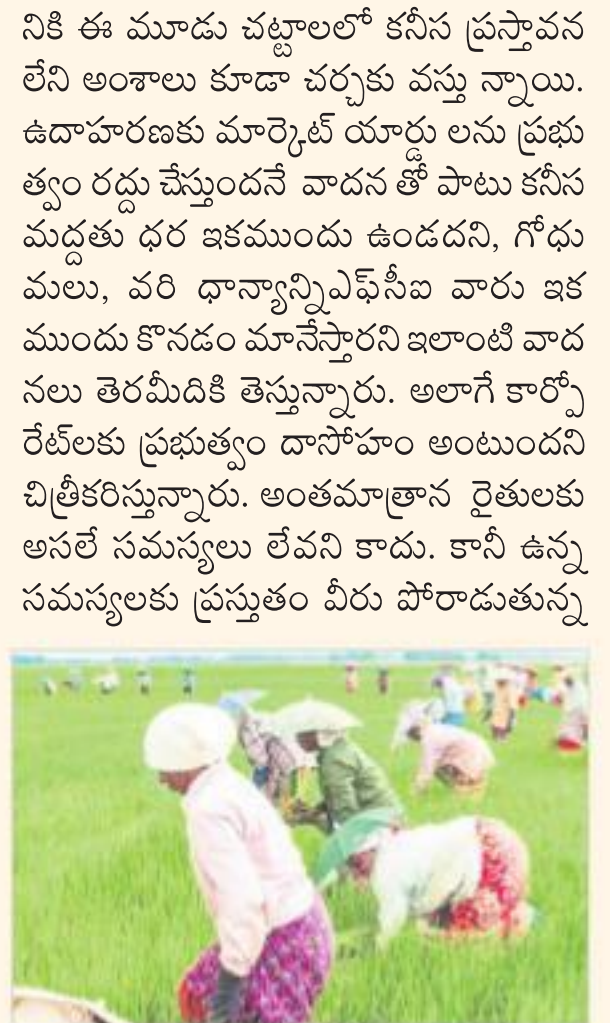 నికి ఈ మూడు చట్టాలలో కనీస ప్రస్తావన
లేని అంశాలు కూడా చర్చకు వస్తు న్నాయి.
ఉదాహరణకు మార్కెట్ యార్డు లను ప్రభు
త్వం రద్దు చేస్తుందనే వాదన తో పాటు కనీస
మద్దతు ధర ఇకముందు ఉండదని, గోధు
మలు, వరి ధాన్యాన్నిఎఫ్‌సీఐ వారు ఇక
ముందు కొనడం మానేస్తారని ఇలాంటి వాద
నలు తెరమీదికి తెస్తున్నారు. అలాగే కార్పో
రేట్‌లకు ప్రభుత్వం దాసోహం అంటుందని
చిత్రీకరిస్తున్నారు. అంతమాత్రాన రైతులకు
అసలే సమస్యలు లేవని కాదు. కానీ ఉన్న
సమస్యలకు ప్రస్తుతం వీరు పోరాడుతున్న